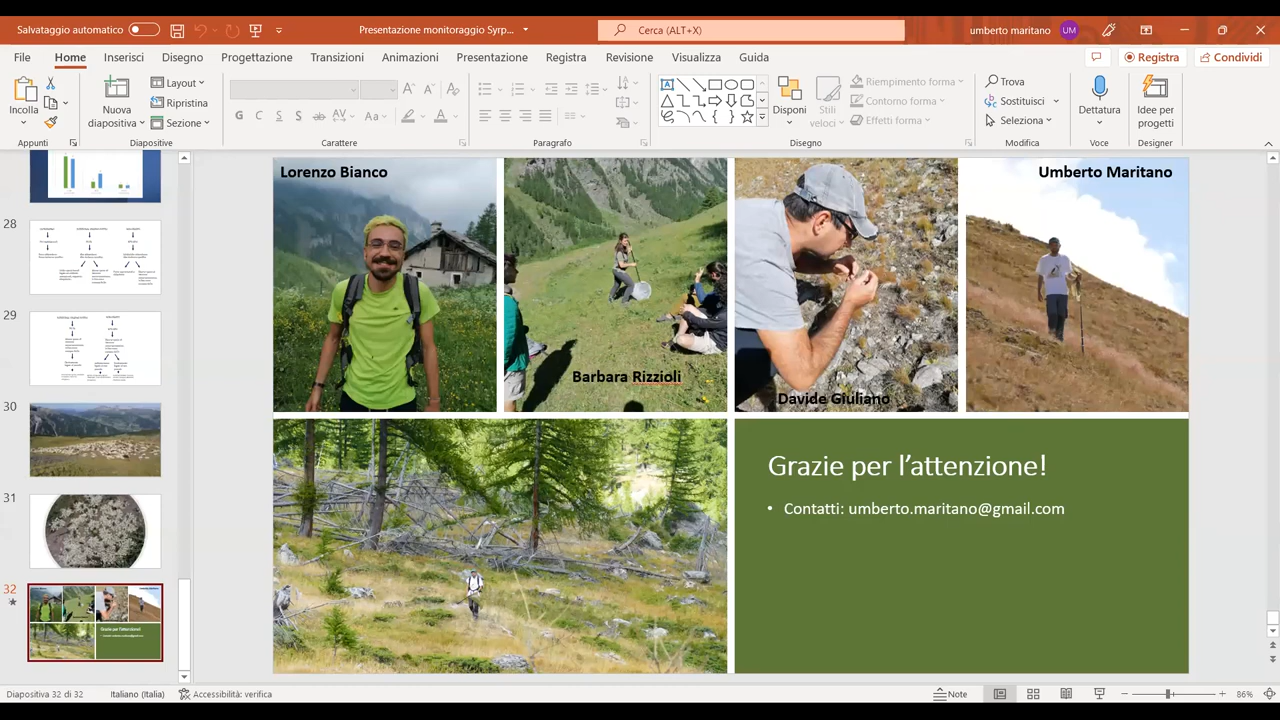 Salvataggio automatico
Presentazione monitoraggio Syrp...
Cerca (ALT+X)
umberto maritano
UM
File
Home
Inserisci
Disegno
Progettazione
Transizioni
Animazioni
Presentazione
Registra
Revisione
Visualizza
Guida
Registra
Condividi
Incolla
Appunti
Nuova
diapositiva
Layout
Ripristina
Sezione
Diapositive
Carattere
Paragrafo
Disponi
Stili
veloci
Riempimento forma
Contorno forma
Effetti forma
Disegno
Trova
Sostituisci
Seleziona
Modifica
Dettatura
Voce
Idee per
progetti
Designer
28
29
30
31
32
Lorenzo Bianco
Barbara Rizzioli
Davide Giuliano
Umberto Maritano
Grazie per l'attenzione!
• Contatti: umberto.maritano@gmail.com
Diapositiva 32 di 32
Italiano (Italia)
Accessibilità: verifica
Note
86%